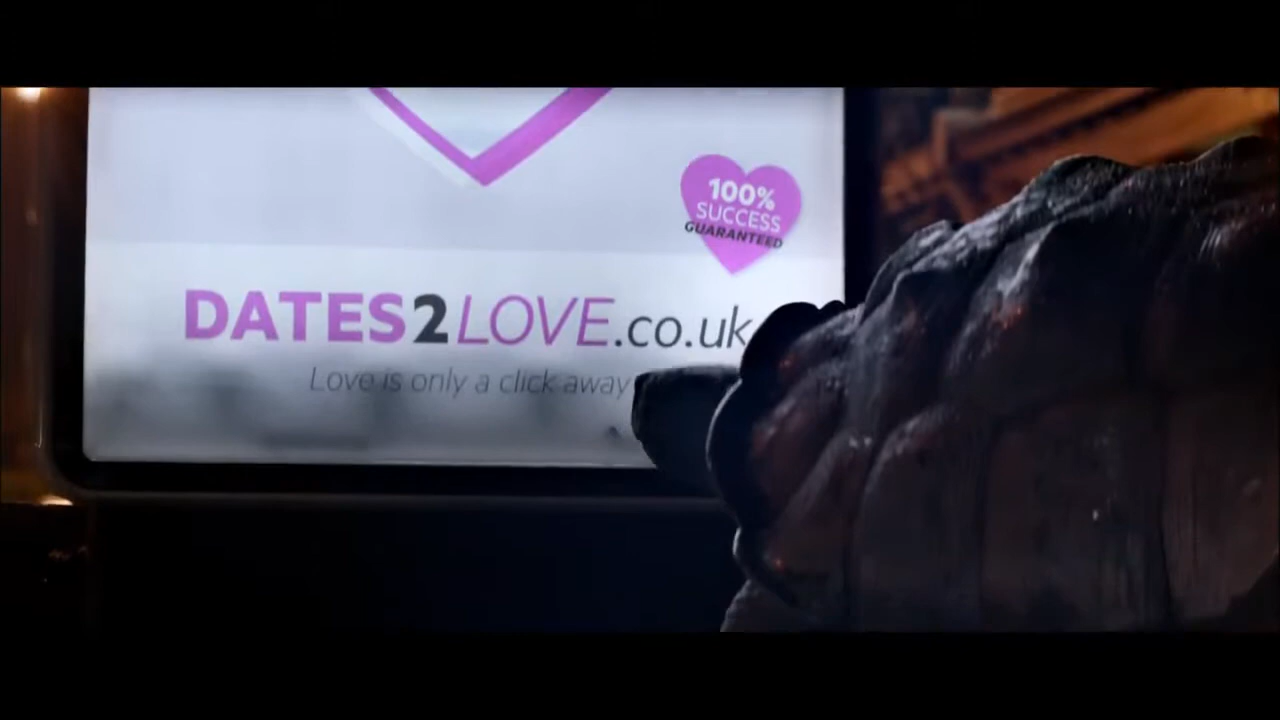 100%
SUCCESS
GUARANTEED
DATES2LOVE.co.uk
Love is only a click away